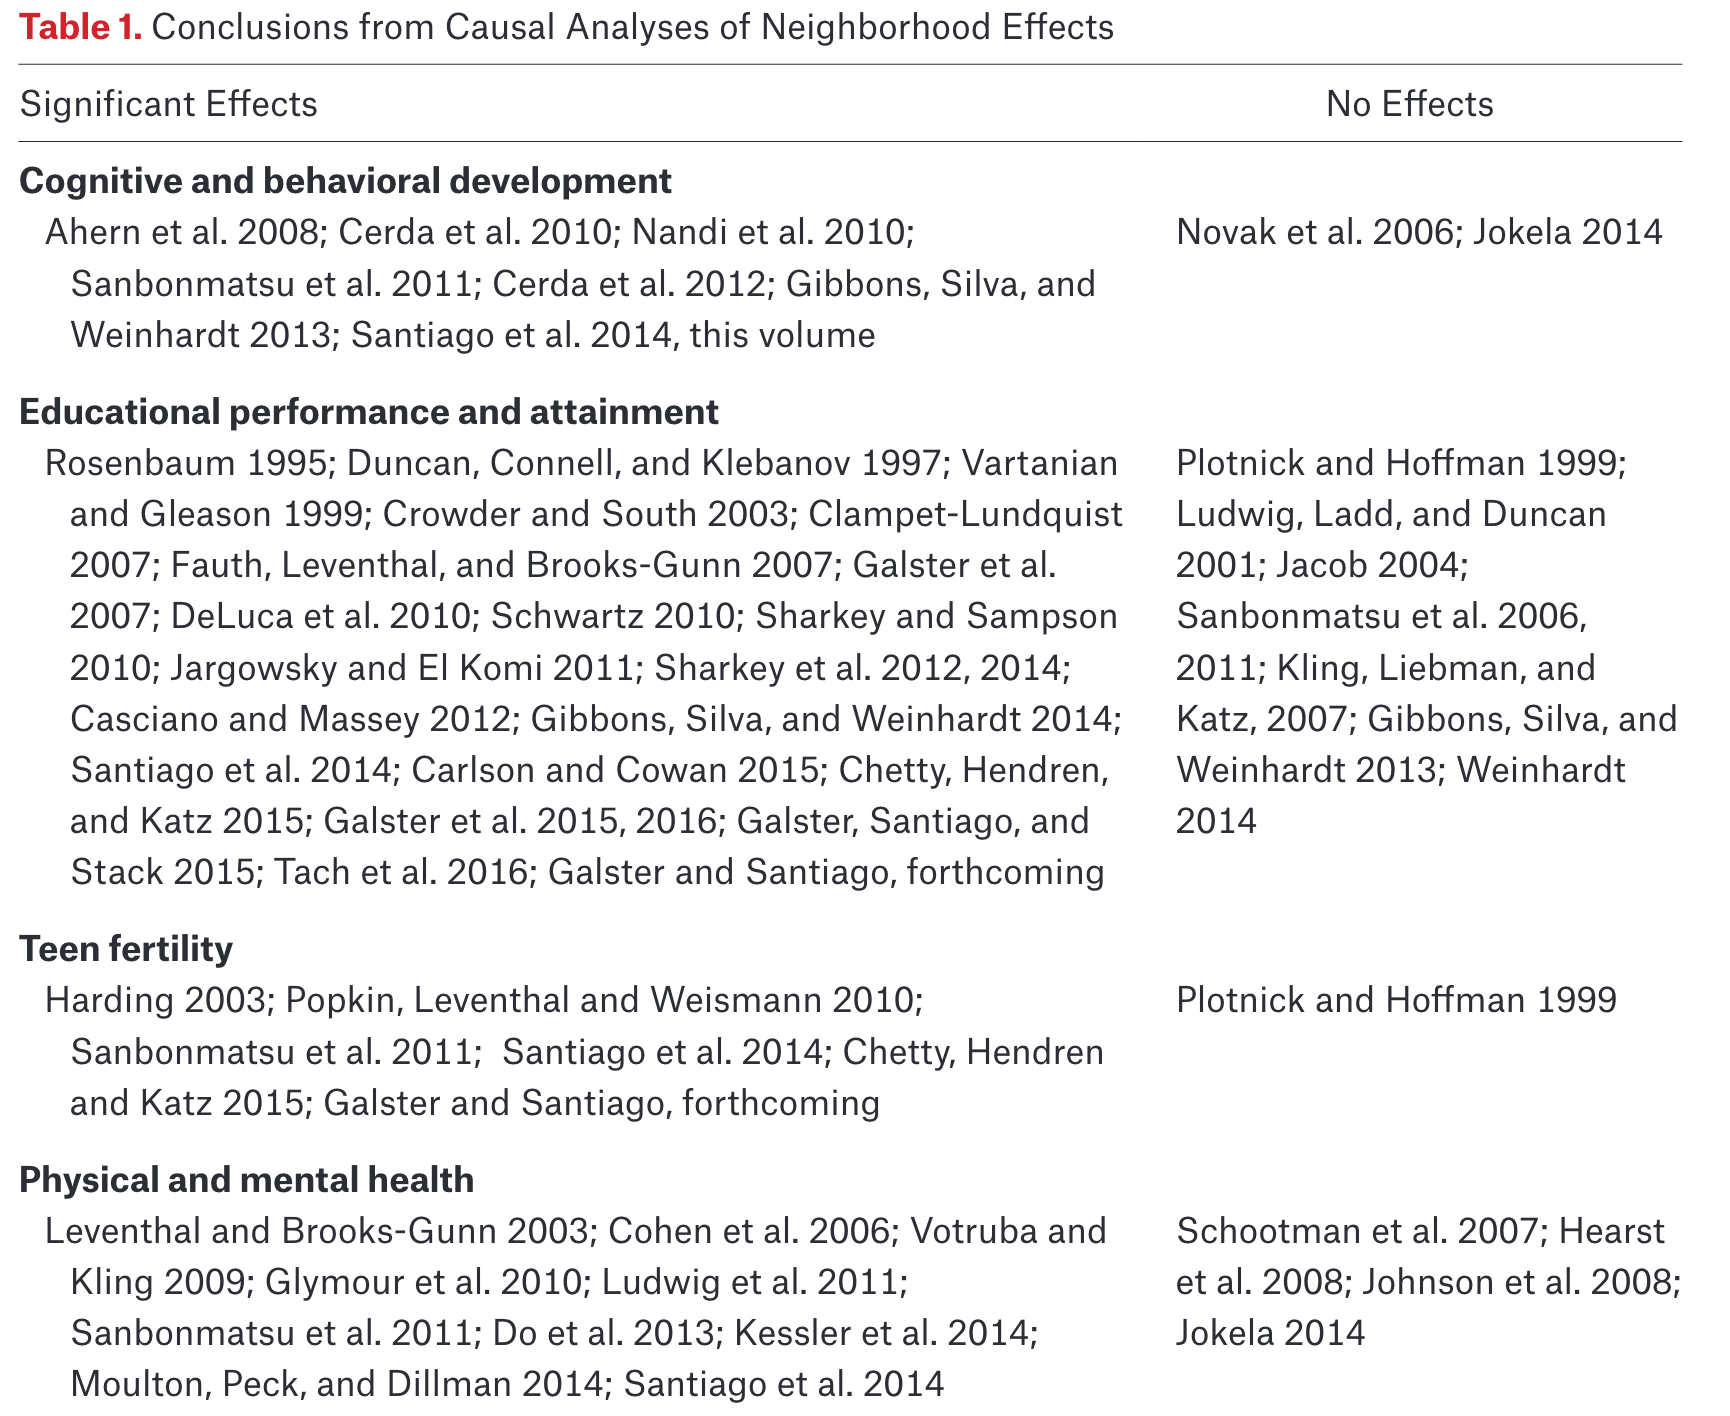 Table 1. Conclusions from Causal Analyses of Neighborhood Effects
Significant Effects
No Effects
Cognitive and behavioral development
Ahern et al. 2008; Cerda et al. 2010; Nandi et al. 2010;
Sanbonmatsu et al. 2011; Cerda et al. 2012; Gibbons, Silva, and
Weinhardt 2013; Santiago et al. 2014, this volume
Novak et al. 2006; Jokela 2014
Educational performance and attainment
Rosenbaum 1995; Duncan, Connell, and Klebanov 1997; Vartanian
and Gleason 1999; Crowder and South 2003; Clampet-Lundquist
2007; Fauth, Leventhal, and Brooks-Gunn 2007; Galster et al.
2007; DeLuca et al. 2010; Schwartz 2010; Sharkey and Sampson
2010; Jargowsky and El Komi 2011; Sharkey et al. 2012, 2014;
Casciano and Massey 2012; Gibbons, Silva, and Weinhardt 2014;
Santiago et al. 2014; Carlson and Cowan 2015; Chetty, Hendren,
and Katz 2015; Galster et al. 2015, 2016; Galster, Santiago, and
Stack 2015; Tach et al. 2016; Galster and Santiago, forthcoming
Plotnick and Hoffman 1999;
Ludwig, Ladd, and Duncan
2001; Jacob 2004;
Sanbonmatsu et al. 2006,
2011; Kling, Liebman, and
Katz, 2007; Gibbons, Silva, and
Weinhardt 2013; Weinhardt
2014
Teen fertility
Harding 2003; Popkin, Leventhal and Weismann 2010;
Sanbonmatsu et al. 2011;  Santiago et al. 2014; Chetty, Hendren
and Katz 2015; Galster and Santiago, forthcoming
Plotnick and Hoffman 1999
Physical and mental health
Leventhal and Brooks-Gunn 2003; Cohen et al. 2006; Votruba and
Kling 2009; Glymour et al. 2010; Ludwig et al. 2011;
Sanbonmatsu et al. 2011; Do et al. 2013; Kessler et al. 2014;
Moulton, Peck, and Dillman 2014; Santiago et al. 2014
Schootman et al. 2007; Hearst
et al. 2008; Johnson et al. 2008;
Jokela 2014